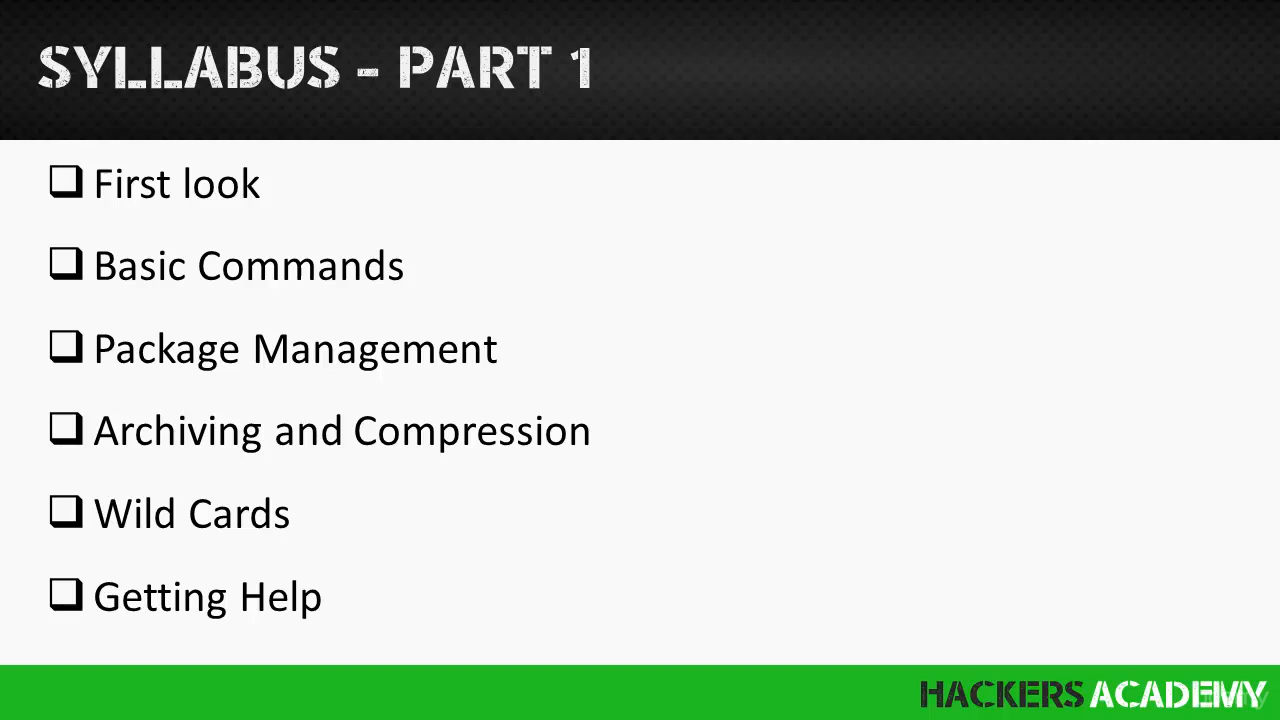 SYLLABUS - PART 1
First look
Basic Commands
Package Management
Archiving and Compression
Wild Cards
Getting Help
HACKERS ACADEMY